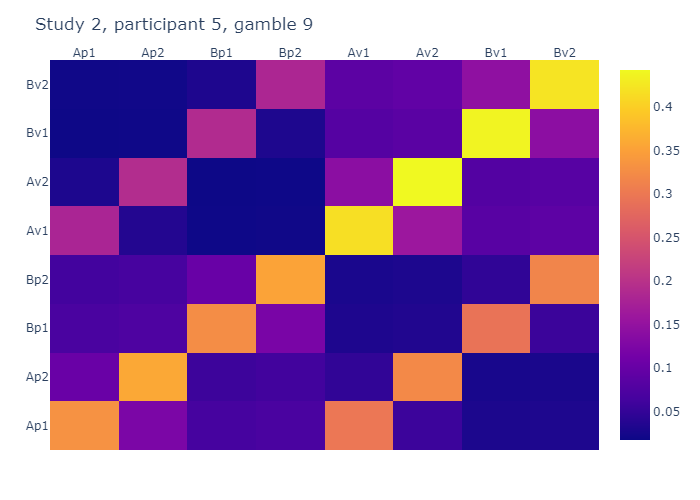 Study 2, participant 5, gamble 9
Ap1 Ap2 Bp1 Bp2 Av1 Av2 Bv1 Bv2
Bv2
Bv1
Av2
Av1
Bp2
Bp1
Ap2
Ap1
0.4
0.35
0.3
0.25
0.2
0.15
0.1
0.05